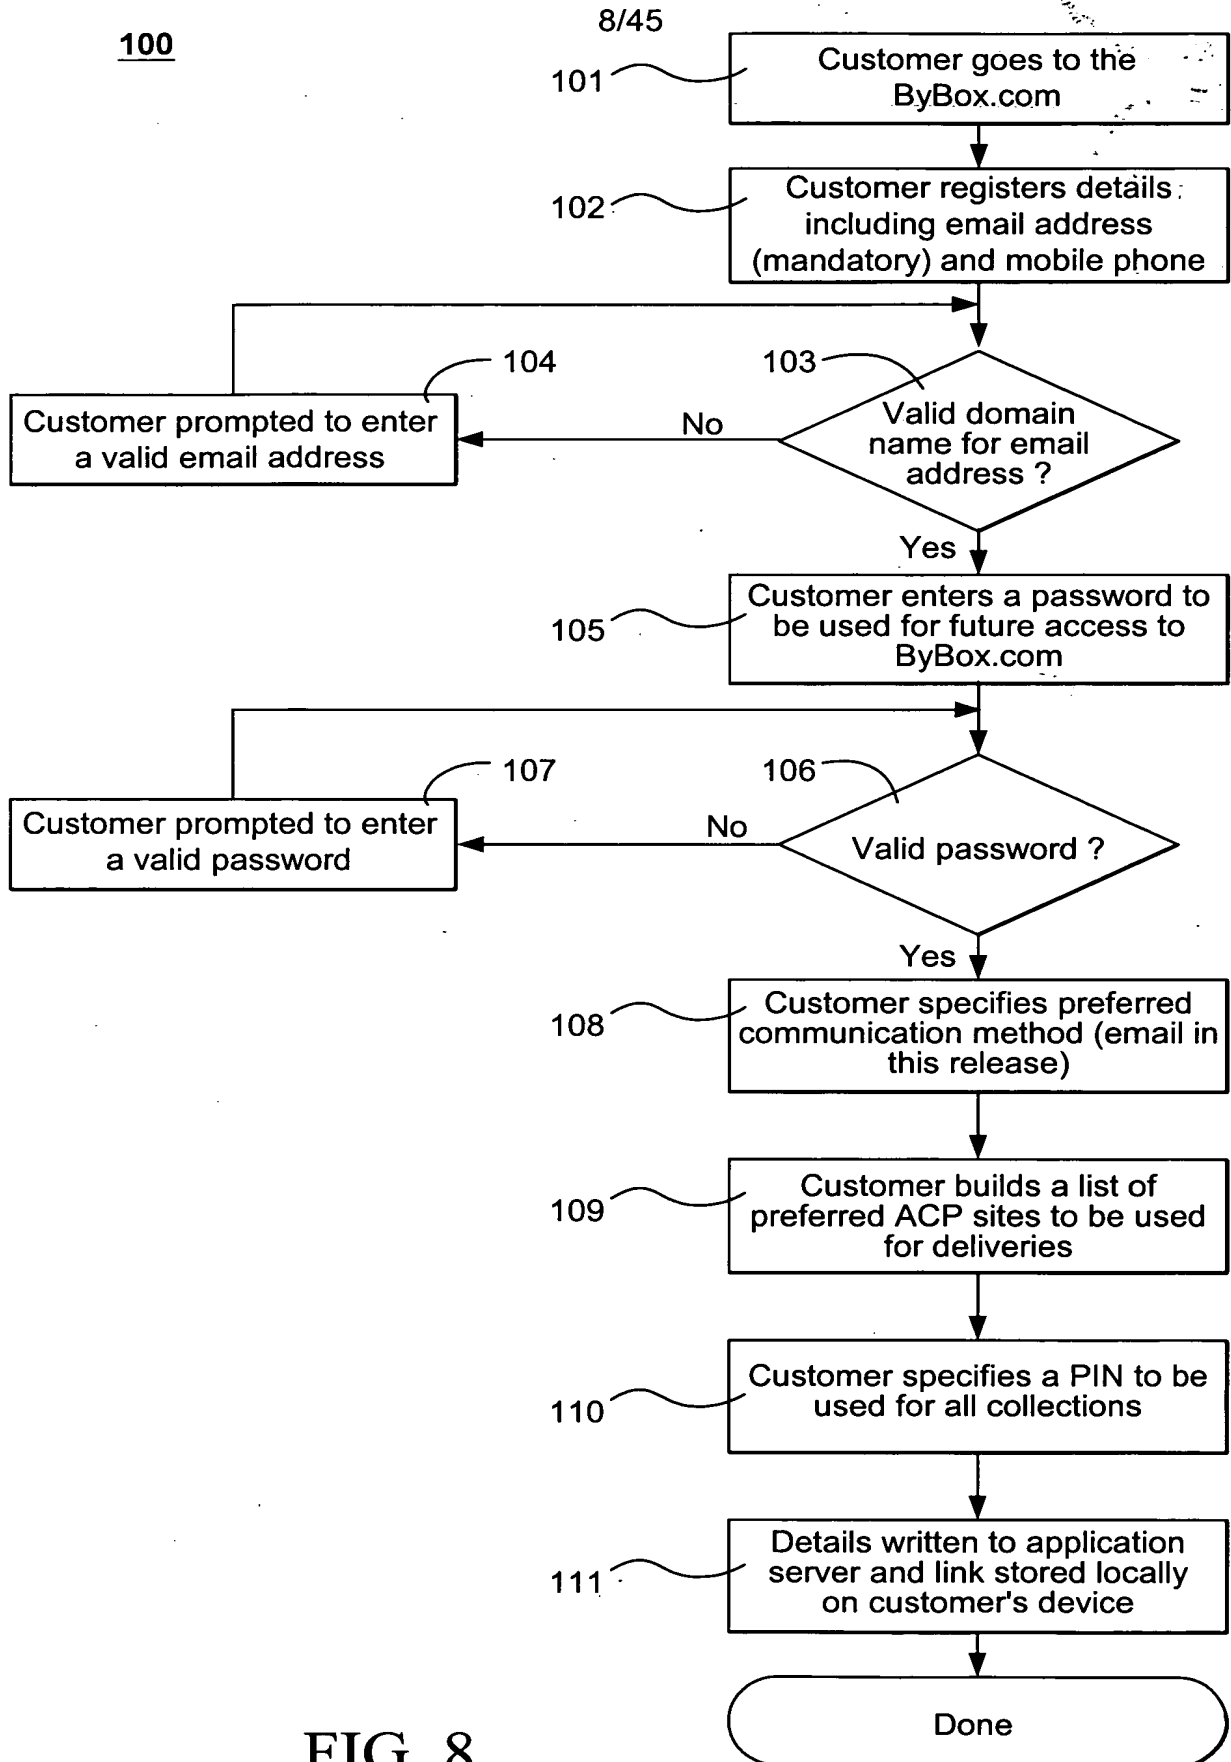 8/45
100
101
Customer goes to the
ByBox.com
102
Customer registers details
including email address
(mandatory) and mobile phone
104
103
Customer prompted to enter
a valid email address
No
Valid domain
name for email
address ?
Yes
105
Customer enters a password to
be used for future access to
ByBox.com
107
106
Customer prompted to enter
a valid password
No
Valid password ?
Yes
108
Customer specifies preferred
communication method (email in
this release)
109
Customer builds a list of
preferred ACP sites to be used
for deliveries
110
Customer specifies a PIN to be
used for all collections
111
Details written to application
server and link stored locally
on customer's device
Done
FIG. 8